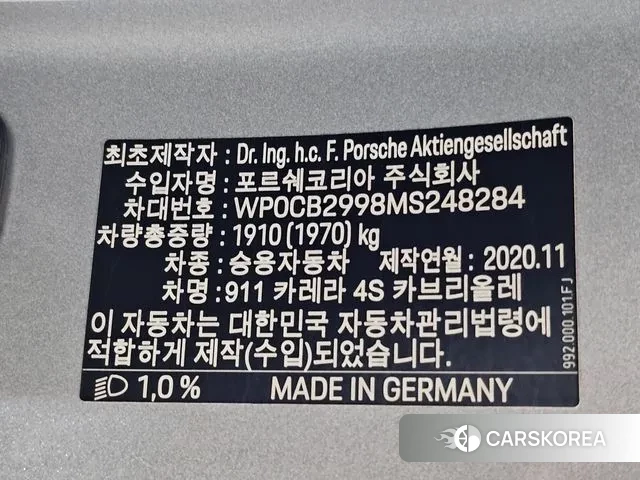 최초제작자 : Dr. Ing. h.c. F. Porsche Aktiengesellschaft
수입자명 : 포르쉐코리아 주식회사
차대번호 : WP0CB2998MS248284
차량총중량 : 1910 (1970) kg
차종 : 승용자동차 제작연월 : 2020.11
차명 : 911 카레라 4S 카브리올레
이 자동차는 대한민국 자동차관리법령에
적합하게 제작(수입)되었습니다.
1,0 % MADE IN GERMANY
992.000.101.FJ
CARSKOREA